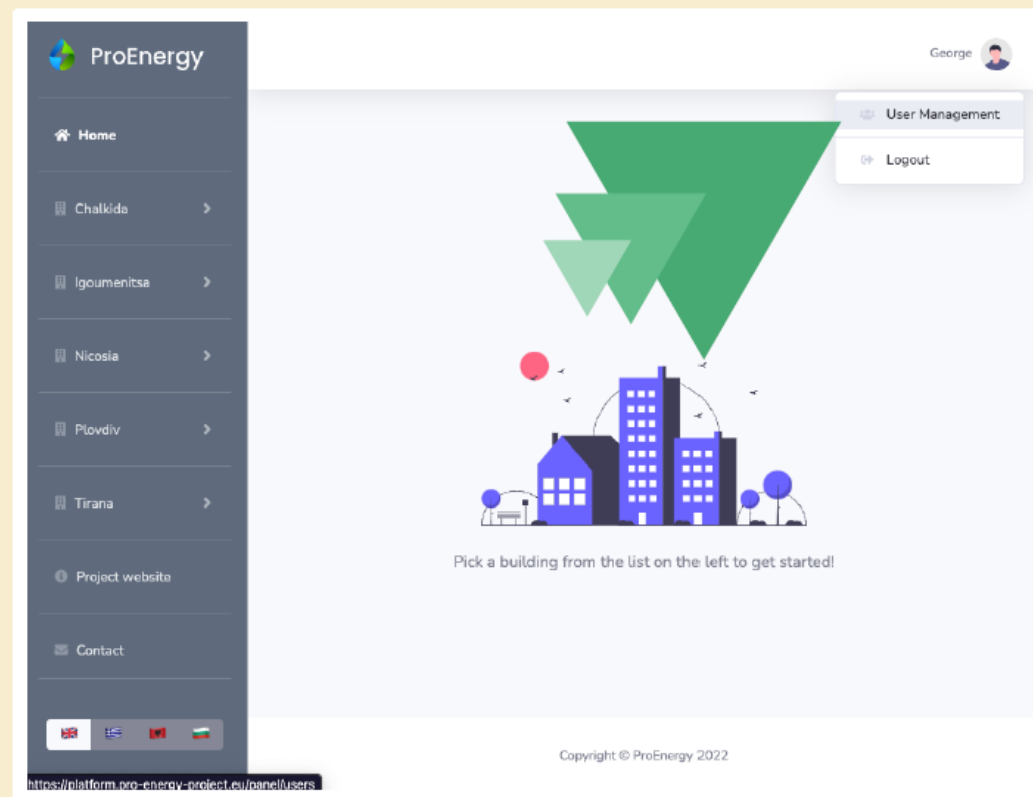 ProEnergy
George
User Management
Logout
Home
Chalkida
Igoumenitsa
Nicosia
Plovdiv
Tirana
Project website
Contact
Pick a building from the list on the left to get started!
Copyright © ProEnergy 2022
https://platform.pro-energy-project.eu/panel/users